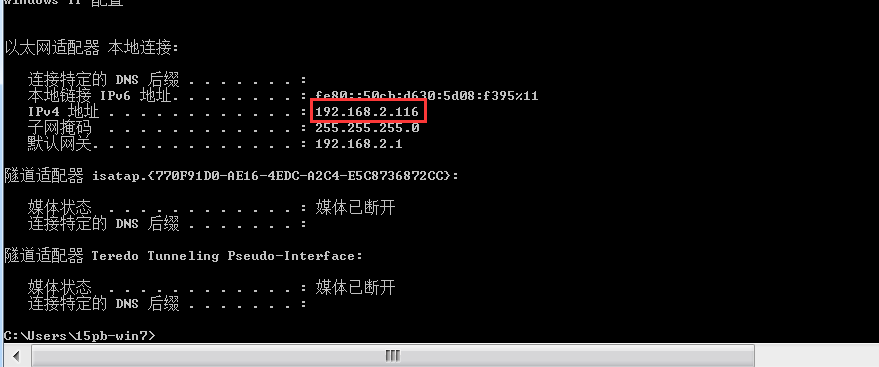 Windows IP 配置
以太网适配器 本地连接:
连接特定的 DNS 后缀 . . . . . . . :
本地链接 IPv6 地址. . . . . . . . : fe80::50cb:d630:5d08:f395%11
IPv4 地址 . . . . . . . . . . . . : 192.168.2.116
子网掩码 . . . . . . . . . . . . : 255.255.255.0
默认网关. . . . . . . . . . . . . : 192.168.2.1
隧道适配器 isatap.{770F91D0-AE16-4EDC-A2C4-E5C8736872CC}:
媒体状态 . . . . . . . . . . . . : 媒体已断开
连接特定的 DNS 后缀 . . . . . . . :
隧道适配器 Teredo Tunneling Pseudo-Interface:
媒体状态 . . . . . . . . . . . . : 媒体已断开
连接特定的 DNS 后缀 . . . . . . . :
C:\Users\15pb-win7>